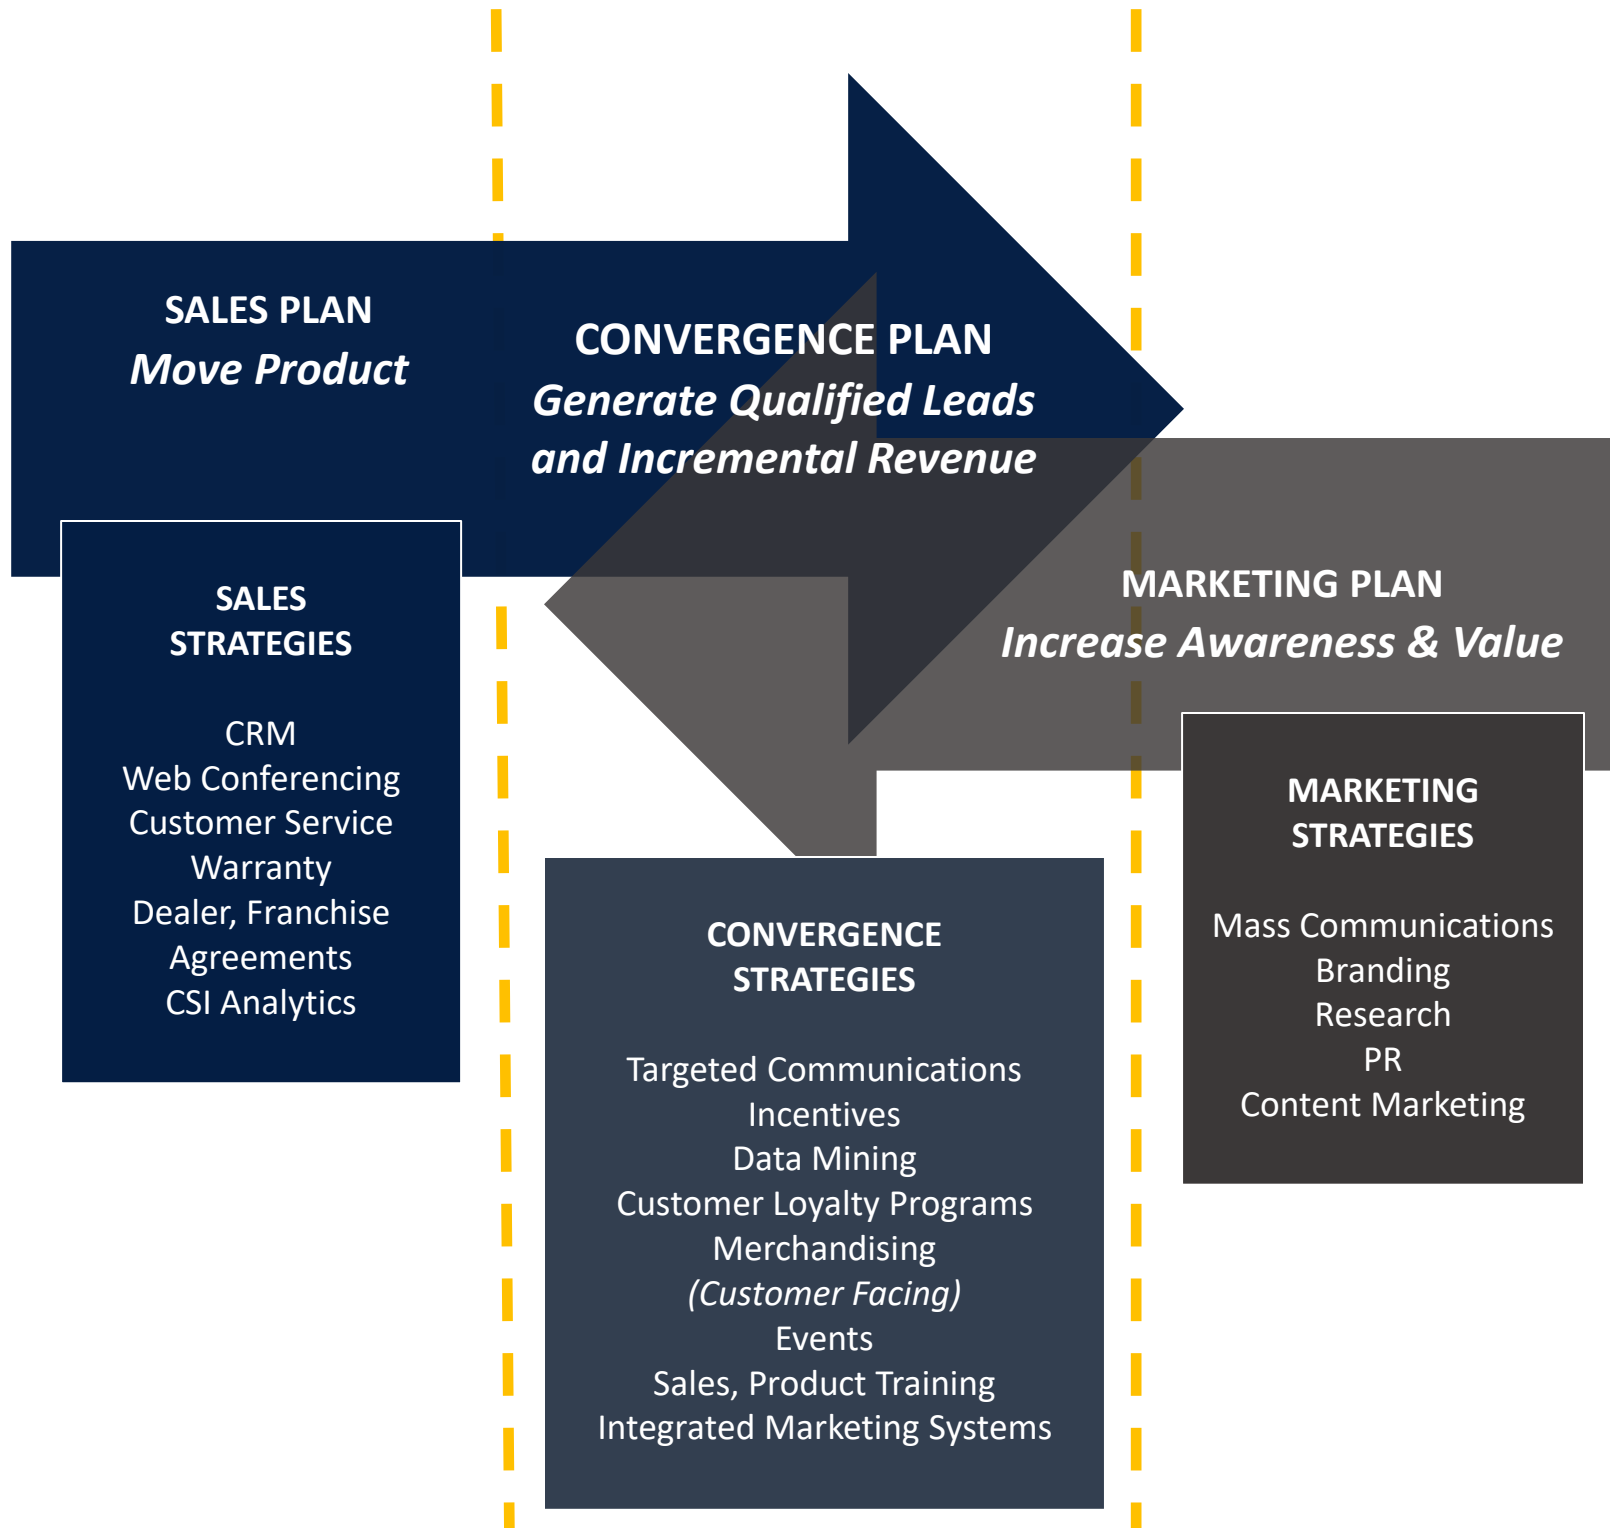 SALES PLAN
Move Product
CONVERGENCE PLAN
Generate Qualified Leads
and Incremental Revenue
MARKETING PLAN
Increase Awareness & Value
SALES
STRATEGIES
CRM
Web Conferencing
Customer Service
Warranty
Dealer, Franchise
Agreements
CSI Analytics
CONVERGENCE
STRATEGIES
Targeted Communications
Incentives
Data Mining
Customer Loyalty Programs
Merchandising
(Customer Facing)
Events
Sales, Product Training
Integrated Marketing Systems
MARKETING
STRATEGIES
Mass Communications
Branding
Research
PR
Content Marketing